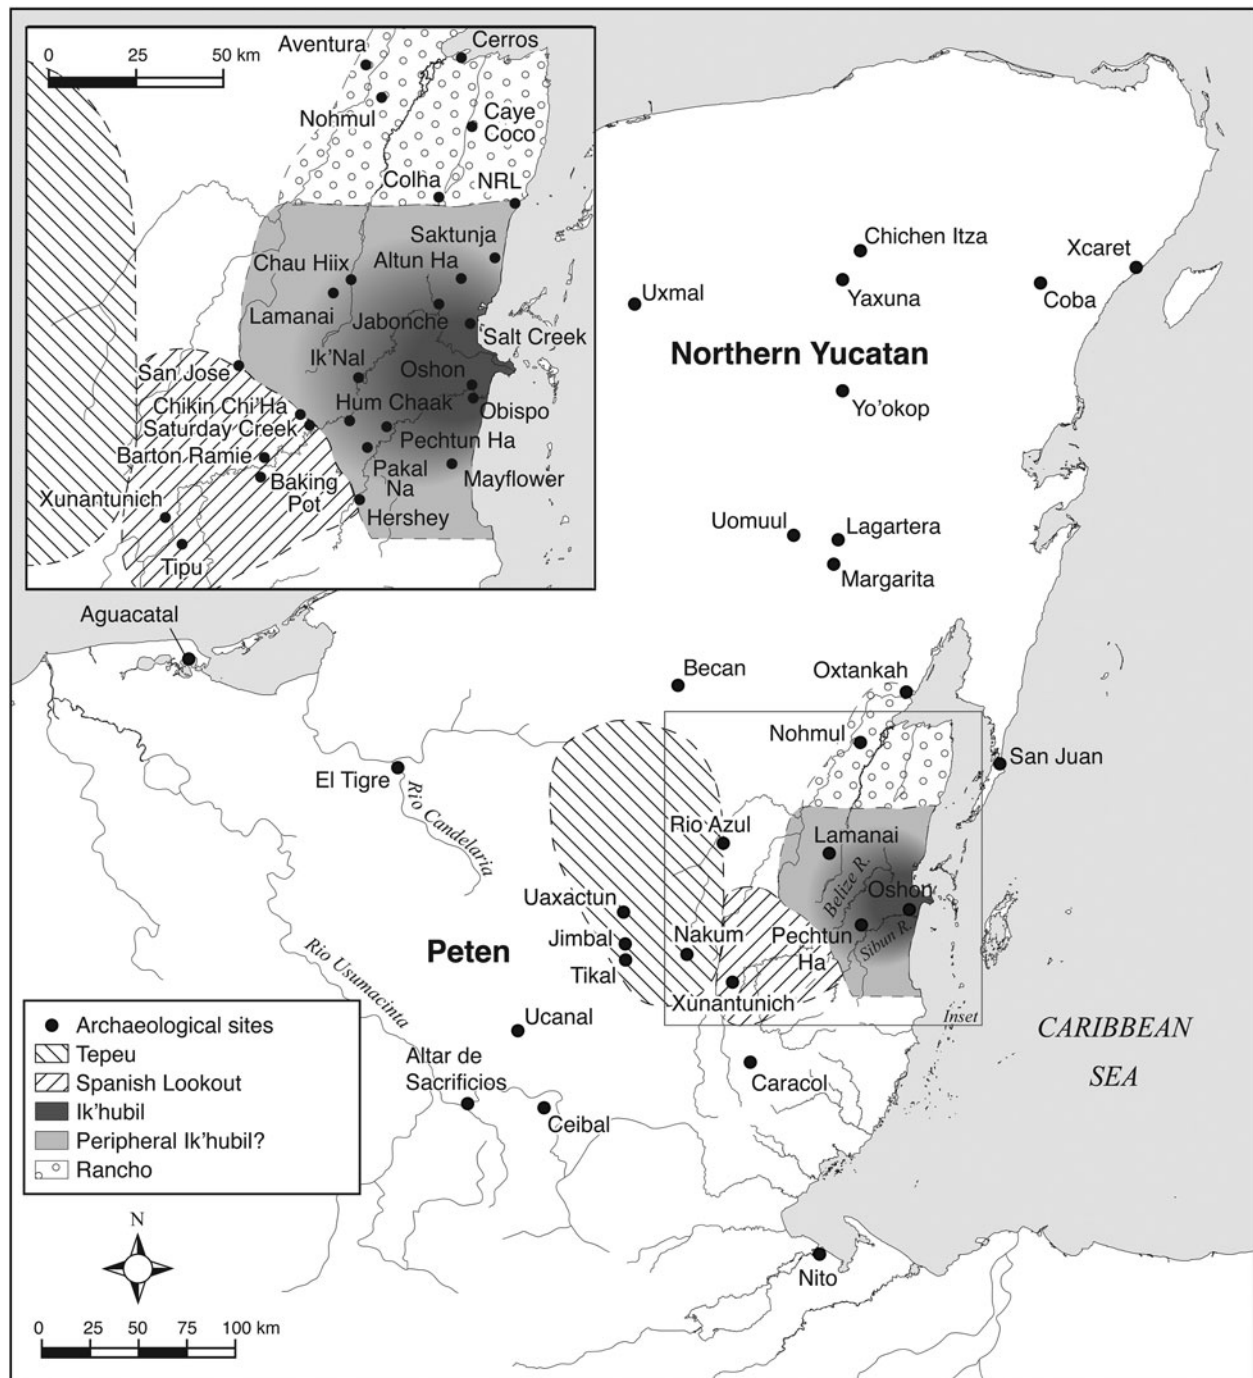 0 25 50 km
Aventura
Cerros
Nohmul
Caye
Coco
Colha
NRL
Saktunja
Chau Hiix
Altun Ha
Lamanai
Jabonche
Salt Creek
Ik'Nal
Oshon
San Jose
Chikin Chi'Ha
Hum Chaak
Obispo
Saturday Creek
Pechtun Ha
Barton Ramie
Pakal
Na
Mayflower
Baking
Pot
Xunantunich
Hershey
Tipu
Chichen Itza
Xcaret
Uxmal
Yaxuna
Coba
Northern Yucatan
Yo'okop
Uomuul
Lagartera
Margarita
Aguacatal
Becan
Oxtankah
Nohmul
San Juan
El Tigre
Rio Candelaria
Rio Azul
Lamanai
Belize R.
Uaxactun
Oshon
Jimbal
Nakum
Pechtun
Ha
Sibun R.
Peten
Tikal
Rio Usumacinta
Xunantunich
Inset
Ucanal
CARIBBEAN
SEA
Altar de
Sacrificios
Caracol
Ceibal
Nito
Archaeological sites
Tepeu
Spanish Lookout
Ik'hubil
Peripheral Ik'hubil?
Rancho
N
0 25 50 75 100 km